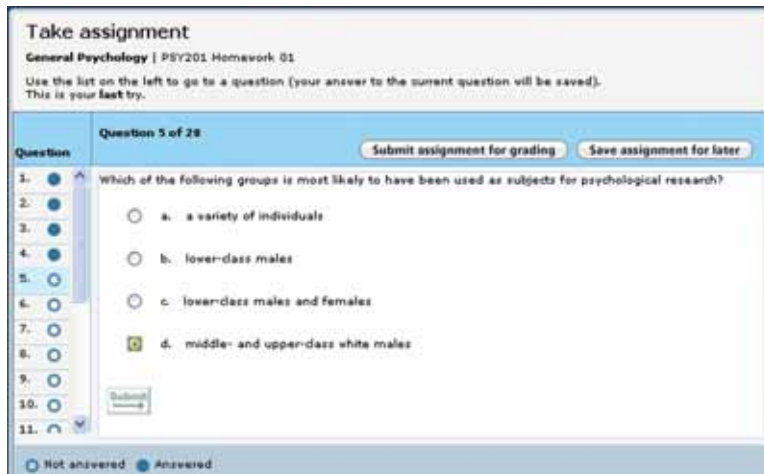 Take assignment
General Psychology | PSY201 Homework 01
Use the list on the left to go to a question (your answer to the current question will be saved).
This is your last try.
Question 5 of 28
Question
Submit assignment for grading
Save assignment for later
1.
2.
3.
4.
5.
6.
7.
8.
9.
10.
11.
Which of the following groups is most likely to have been used as subjects for psychological research?
a. a variety of individuals
b. lower-class males
c. lower-class males and females
d. middle- and upper-class white males
Submit
Not answered Answered